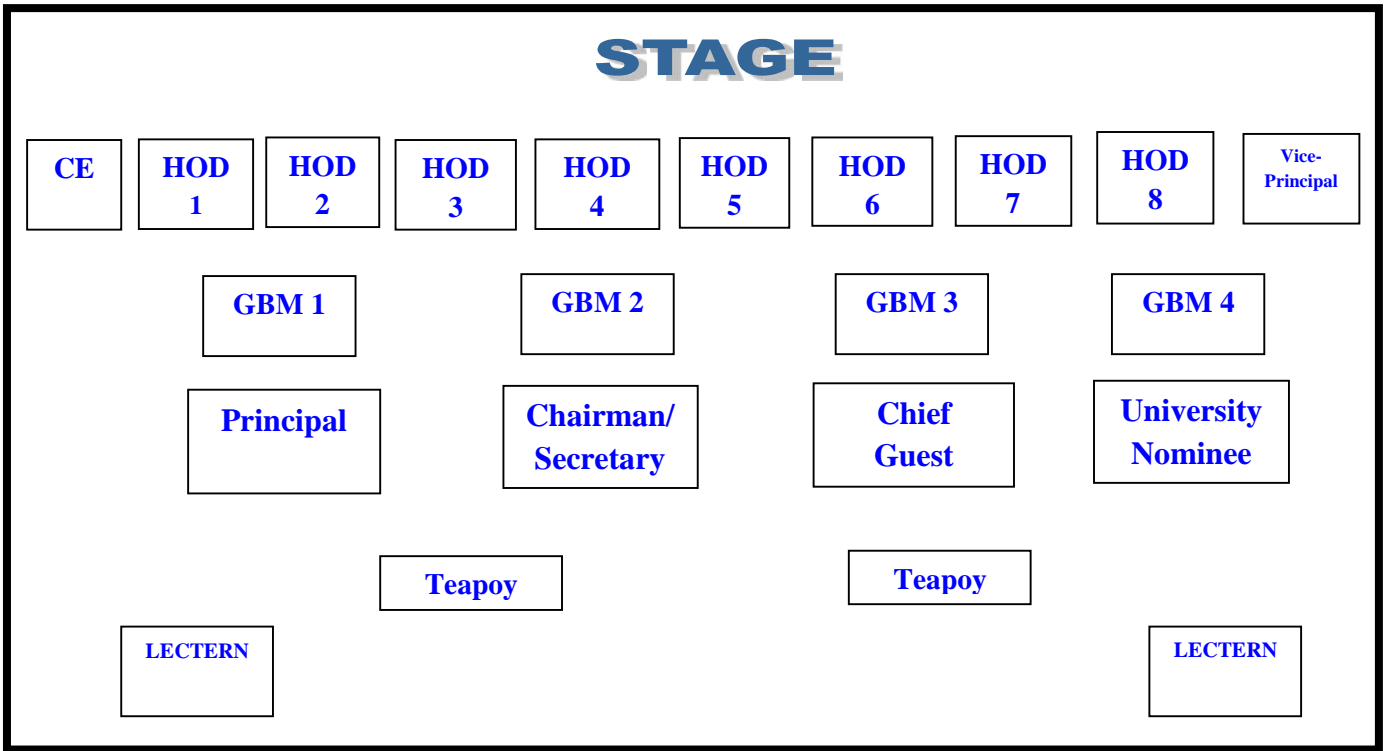 STAGE
CE
HOD
1
HOD
2
HOD
3
HOD
4
HOD
5
HOD
6
HOD
7
HOD
8
Vice-
Principal
GBM 1
GBM 2
GBM 3
GBM 4
Principal
Chairman/
Secretary
Chief
Guest
University
Nominee
Teapoy
Teapoy
LECTERN
LECTERN